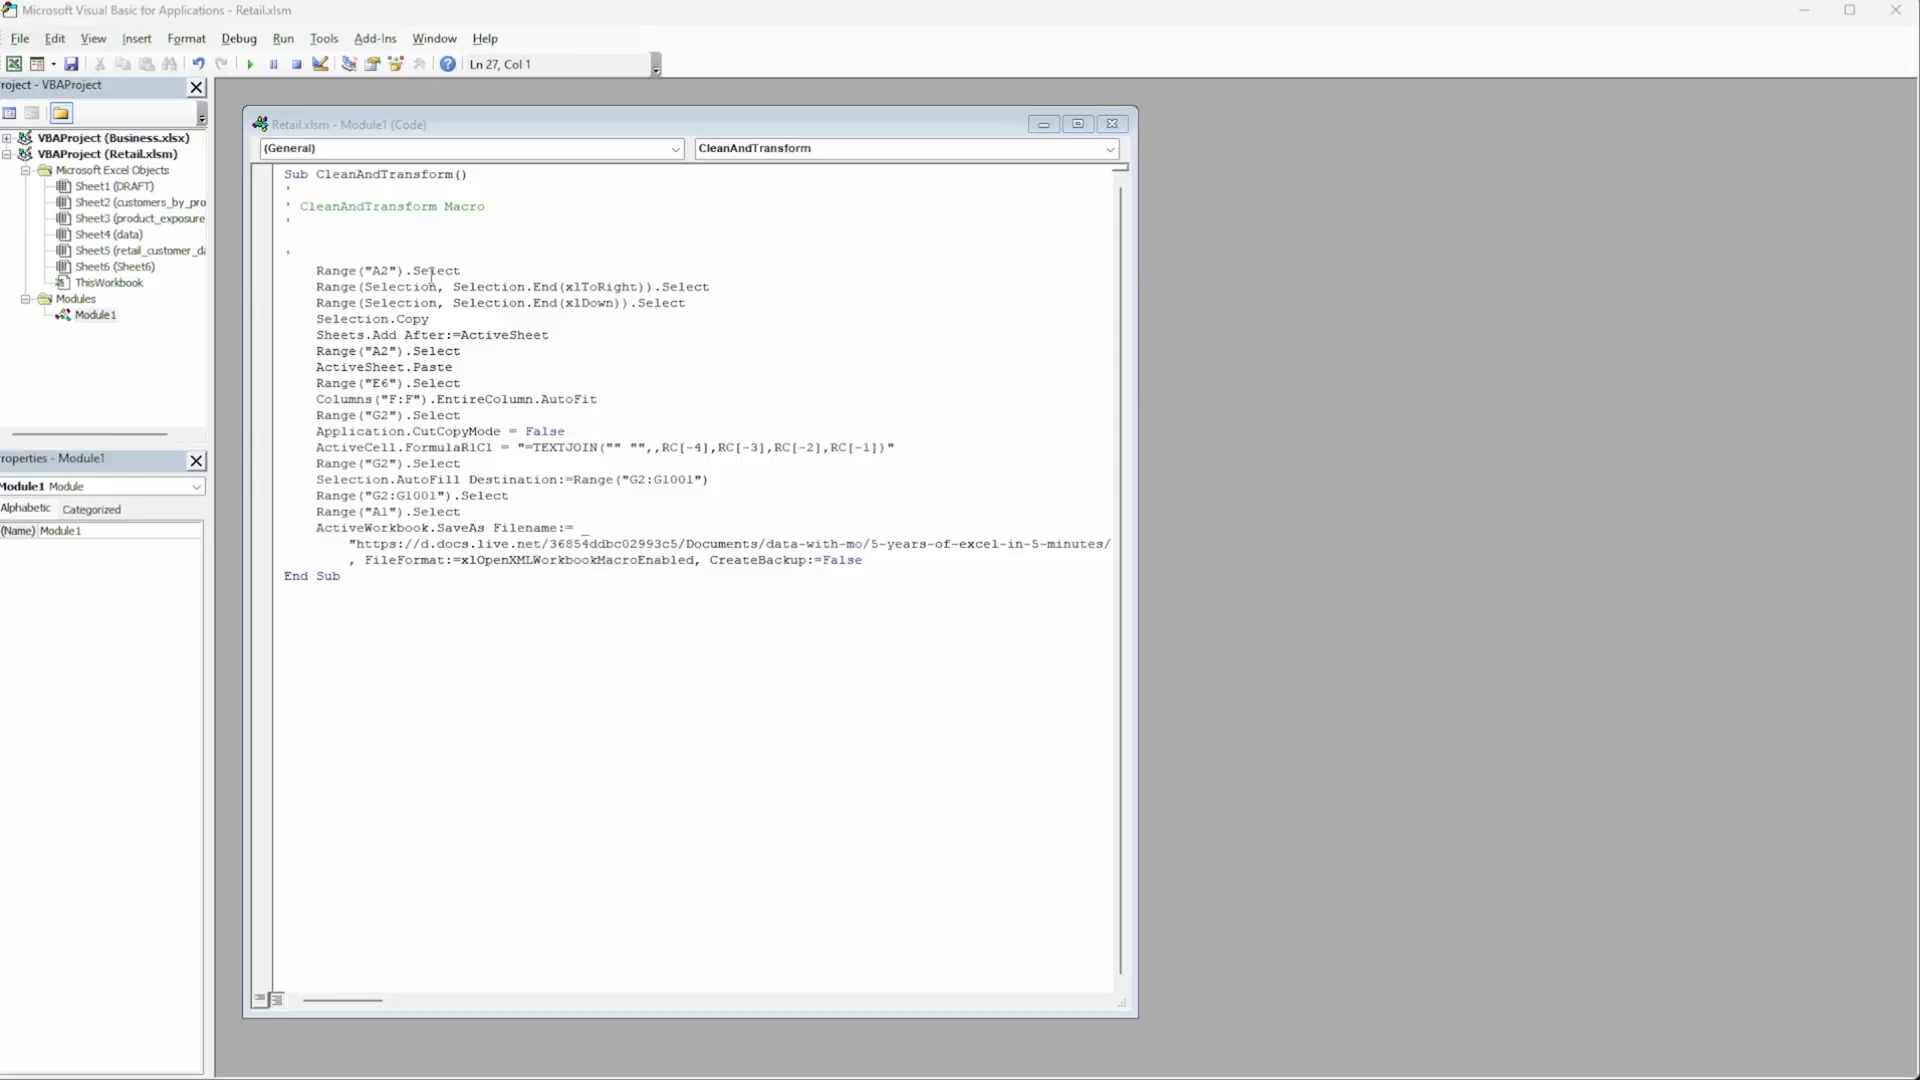 Microsoft Visual Basic for Applications - Retail.xlsm
File Edit View Insert Format Debug Run Tools Add-Ins Window Help
Ln 27, Col 1
roject - VBAProject
VBAProject (Business.xlsx)
VBAProject (Retail.xlsm)
Microsoft Excel Objects
Sheet1 (DRAFT)
Sheet2 (customers_by_pro
Sheet3 (product_exposure
Sheet4 (data)
Sheet5 (retail_customer_da
Sheet6 (Sheet6)
ThisWorkbook
Modules
Module1
roperties - Module1
Module1 Module
Alphabetic Categorized
(Name) Module1
Retail.xlsm - Module1 (Code)
(General) CleanAndTransform
Sub CleanAndTransform()
'
' CleanAndTransform Macro
'
'
Range("A2").Select
Range(Selection, Selection.End(xlToRight)).Select
Range(Selection, Selection.End(xlDown)).Select
Selection.Copy
Sheets.Add After:=ActiveSheet
Range("A2").Select
ActiveSheet.Paste
Range("E6").Select
Columns("F:F").EntireColumn.AutoFit
Range("G2").Select
Application.CutCopyMode = False
ActiveCell.FormulaR1C1 = "=TEXTJOIN("" "",,RC[-4],RC[-3],RC[-2],RC[-1])"
Range("G2").Select
Selection.AutoFill Destination:=Range("G2:G1001")
Range("G2:G1001").Select
Range("A1").Select
ActiveWorkbook.SaveAs Filename:= _
"https://d.docs.live.net/36854ddbc02993c5/Documents/data-with-mo/5-years-of-excel-in-5-minutes/
, FileFormat:=xlOpenXMLWorkbookMacroEnabled, CreateBackup:=False
End Sub